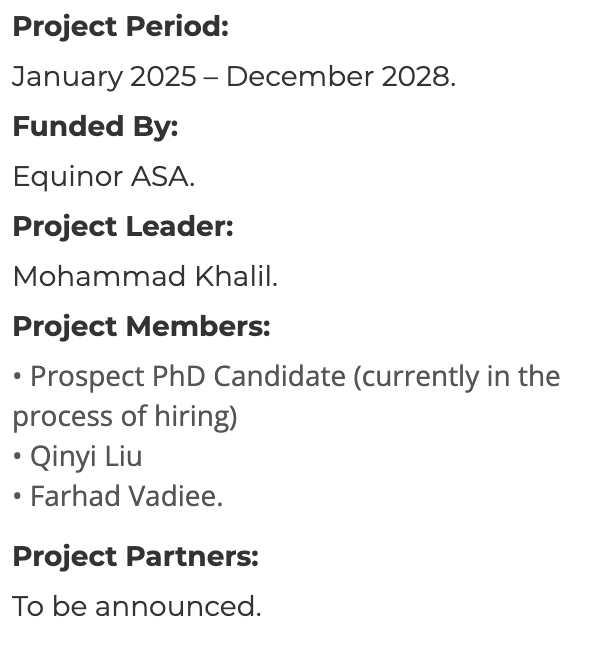 Project Period:
January 2025 – December 2028.
Funded By:
Equinor ASA.
Project Leader:
Mohammad Khalil.
Project Members:
• Prospect PhD Candidate (currently in the
process of hiring)
• Qinyi Liu
• Farhad Vadiee.
Project Partners:
To be announced.